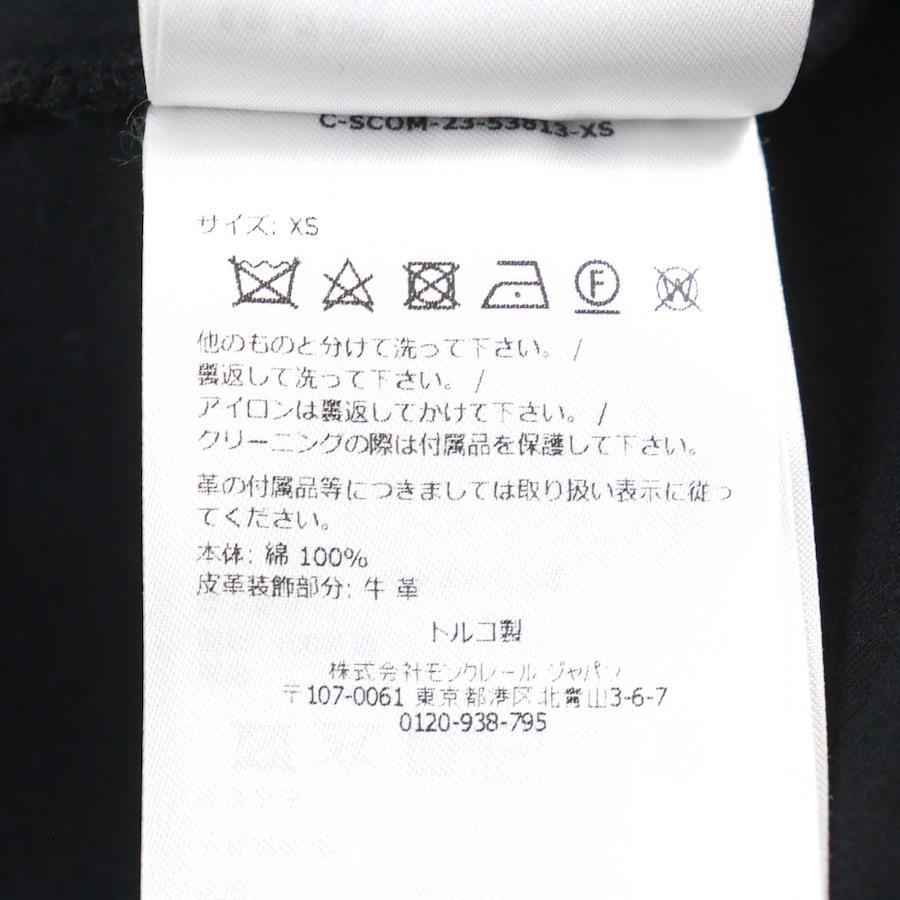 C-SCOM-23-53813-XS
サイズ: XS
F
W
他のものと分けて洗って下さい。 /
裏返して洗って下さい。 /
アイロンは裏返してかけて下さい。 /
クリーニングの際は付属品を保護して下さい。
革の付属品等につきましては取り扱い表示に従っ
てください。
本体: 綿 100%
皮革装飾部分: 牛 革
トルコ製
株式会社モンクレール ジャパン
〒107-0061 東京都港区北青山3-6-7
0120-938-795